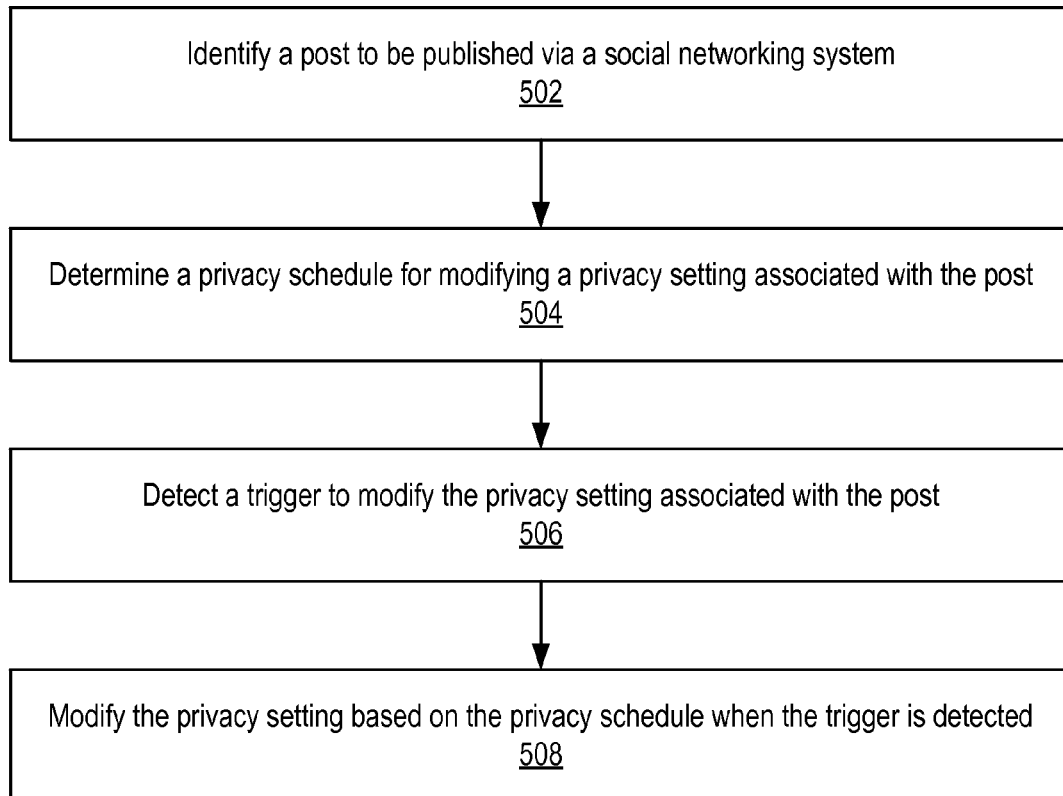 Identify a post to be published via a social networking system
502
Determine a privacy schedule for modifying a privacy setting associated with the post
504
Detect a trigger to modify the privacy setting associated with the post
506
Modify the privacy setting based on the privacy schedule when the trigger is detected
508